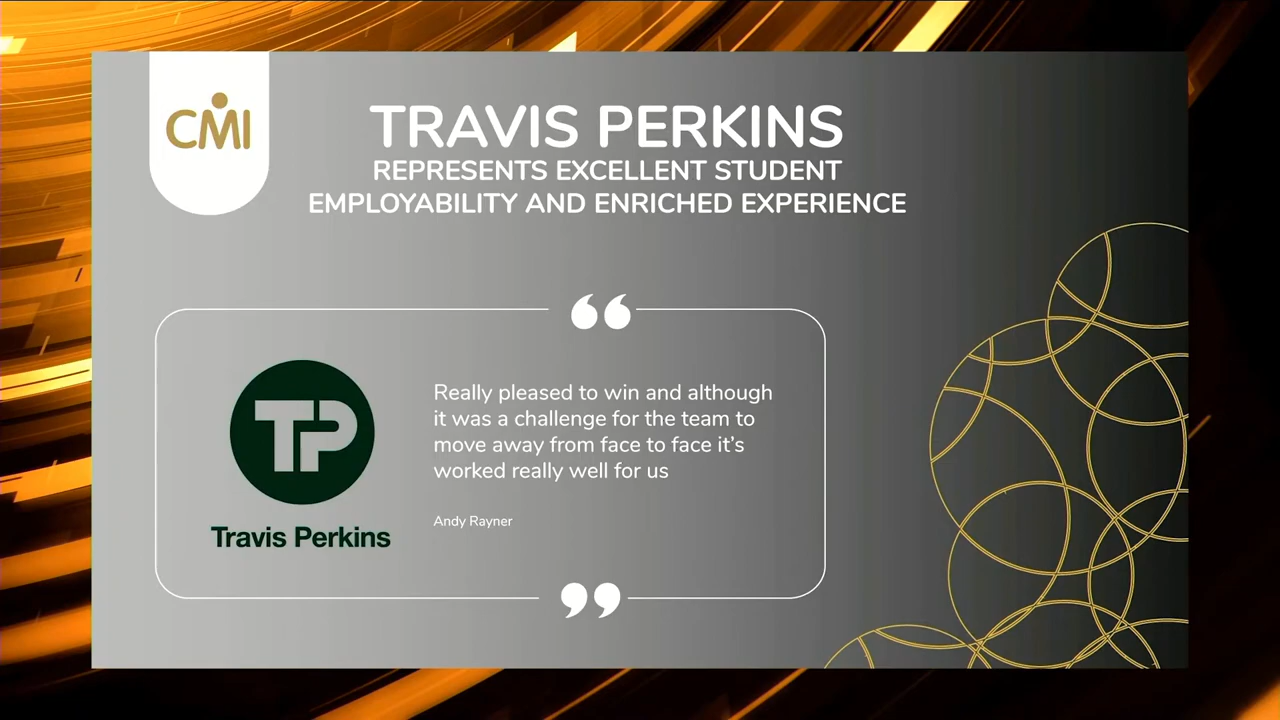 CMI
TRAVIS PERKINS
REPRESENTS EXCELLENT STUDENT
EMPLOYABILITY AND ENRICHED EXPERIENCE
“
TP
Travis Perkins
Really pleased to win and although
it was a challenge for the team to
move away from face to face it’s
worked really well for us
Andy Rayner
”